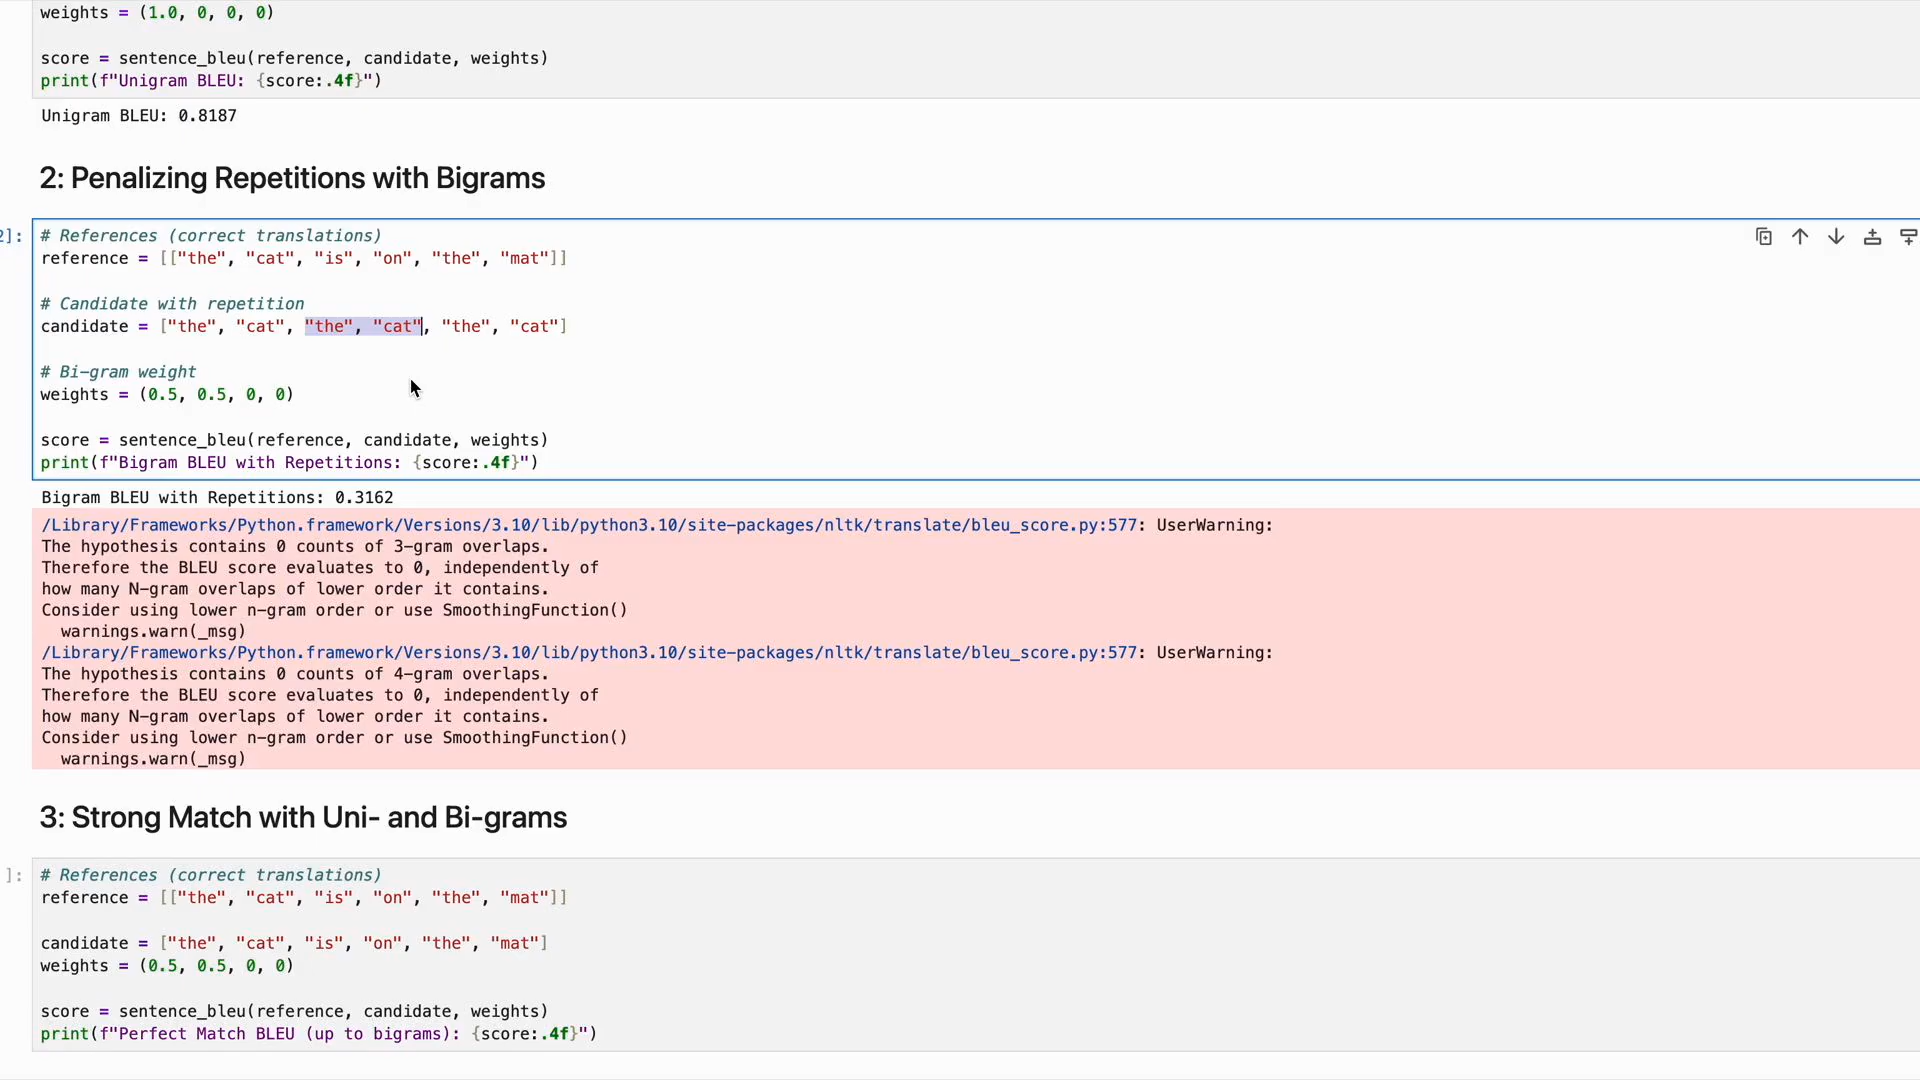 weights = (1.0, 0, 0, 0)
score = sentence_bleu(reference, candidate, weights)
print(f"Unigram BLEU: {score:.4f}")
Unigram BLEU: 0.8187
2: Penalizing Repetitions with Bigrams
2]:
# References (correct translations)
reference = [["the", "cat", "is", "on", "the", "mat"]]
# Candidate with repetition
candidate = ["the", "cat", "the", "cat", "the", "cat"]
# Bi-gram weight
weights = (0.5, 0.5, 0, 0)
score = sentence_bleu(reference, candidate, weights)
print(f"Bigram BLEU with Repetitions: {score:.4f}")
Bigram BLEU with Repetitions: 0.3162
/Library/Frameworks/Python.framework/Versions/3.10/lib/python3.10/site-packages/nltk/translate/bleu_score.py:577: UserWarning:
The hypothesis contains 0 counts of 3-gram overlaps.
Therefore the BLEU score evaluates to 0, independently of
how many N-gram overlaps of lower order it contains.
Consider using lower n-gram order or use SmoothingFunction()
  warnings.warn(_msg)
/Library/Frameworks/Python.framework/Versions/3.10/lib/python3.10/site-packages/nltk/translate/bleu_score.py:577: UserWarning:
The hypothesis contains 0 counts of 4-gram overlaps.
Therefore the BLEU score evaluates to 0, independently of
how many N-gram overlaps of lower order it contains.
Consider using lower n-gram order or use SmoothingFunction()
  warnings.warn(_msg)
3: Strong Match with Uni- and Bi-grams
]:
# References (correct translations)
reference = [["the", "cat", "is", "on", "the", "mat"]]
candidate = ["the", "cat", "is", "on", "the", "mat"]
weights = (0.5, 0.5, 0, 0)
score = sentence_bleu(reference, candidate, weights)
print(f"Perfect Match BLEU (up to bigrams): {score:.4f}")